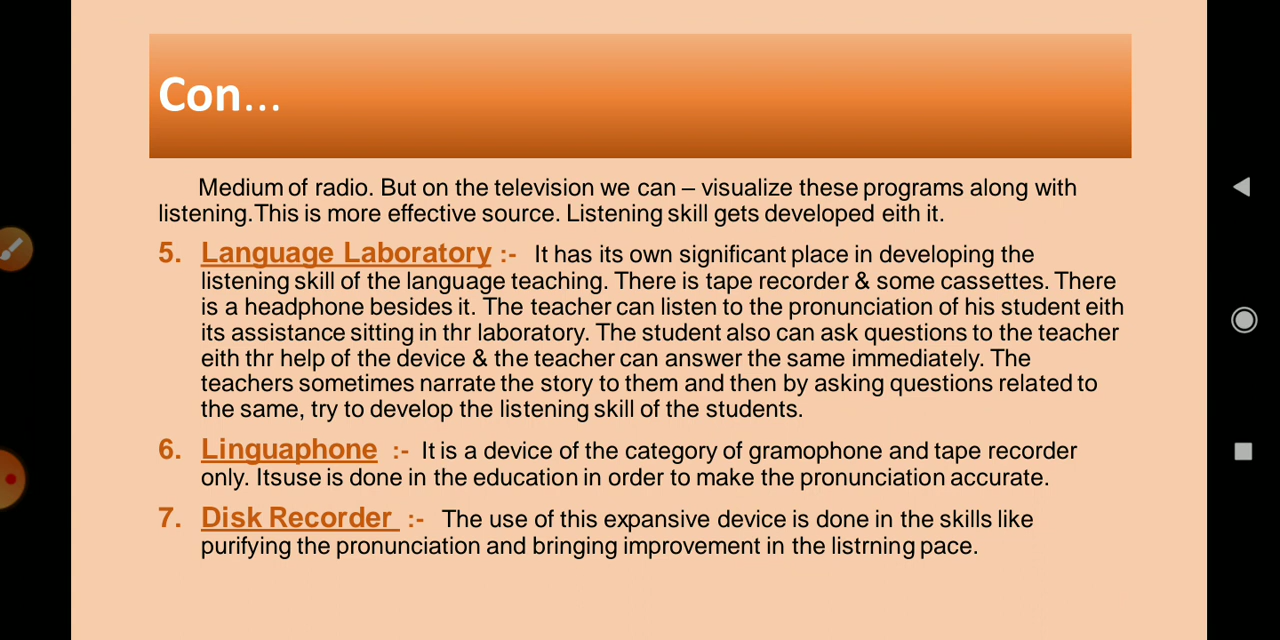 Con...
Medium of radio. But on the television we can – visualize these programs along with
listening.This is more effective source. Listening skill gets developed eith it.
5. Language Laboratory :- It has its own significant place in developing the
listening skill of the language teaching. There is tape recorder & some cassettes. There
is a headphone besides it. The teacher can listen to the pronunciation of his student eith
its assistance sitting in thr laboratory. The student also can ask questions to the teacher
eith thr help of the device & the teacher can answer the same immediately. The
teachers sometimes narrate the story to them and then by asking questions related to
the same, try to develop the listening skill of the students.
6. Linguaphone :- It is a device of the category of gramophone and tape recorder
only. Itsuse is done in the education in order to make the pronunciation accurate.
7. Disk Recorder :- The use of this expansive device is done in the skills like
purifying the pronunciation and bringing improvement in the listrning pace.